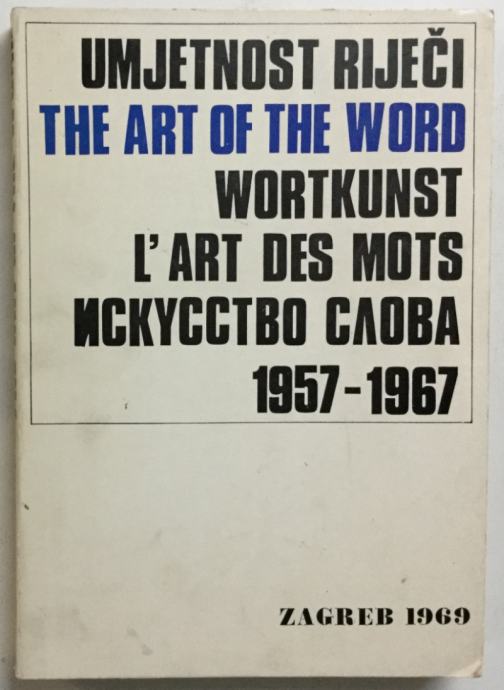 UMJETNOST RIJEČI
THE ART OF THE WORD
WORTKUNST
L'ART DES MOTS
ИСКУССТВО СЛОВА
1957-1967
ZAGREB 1969